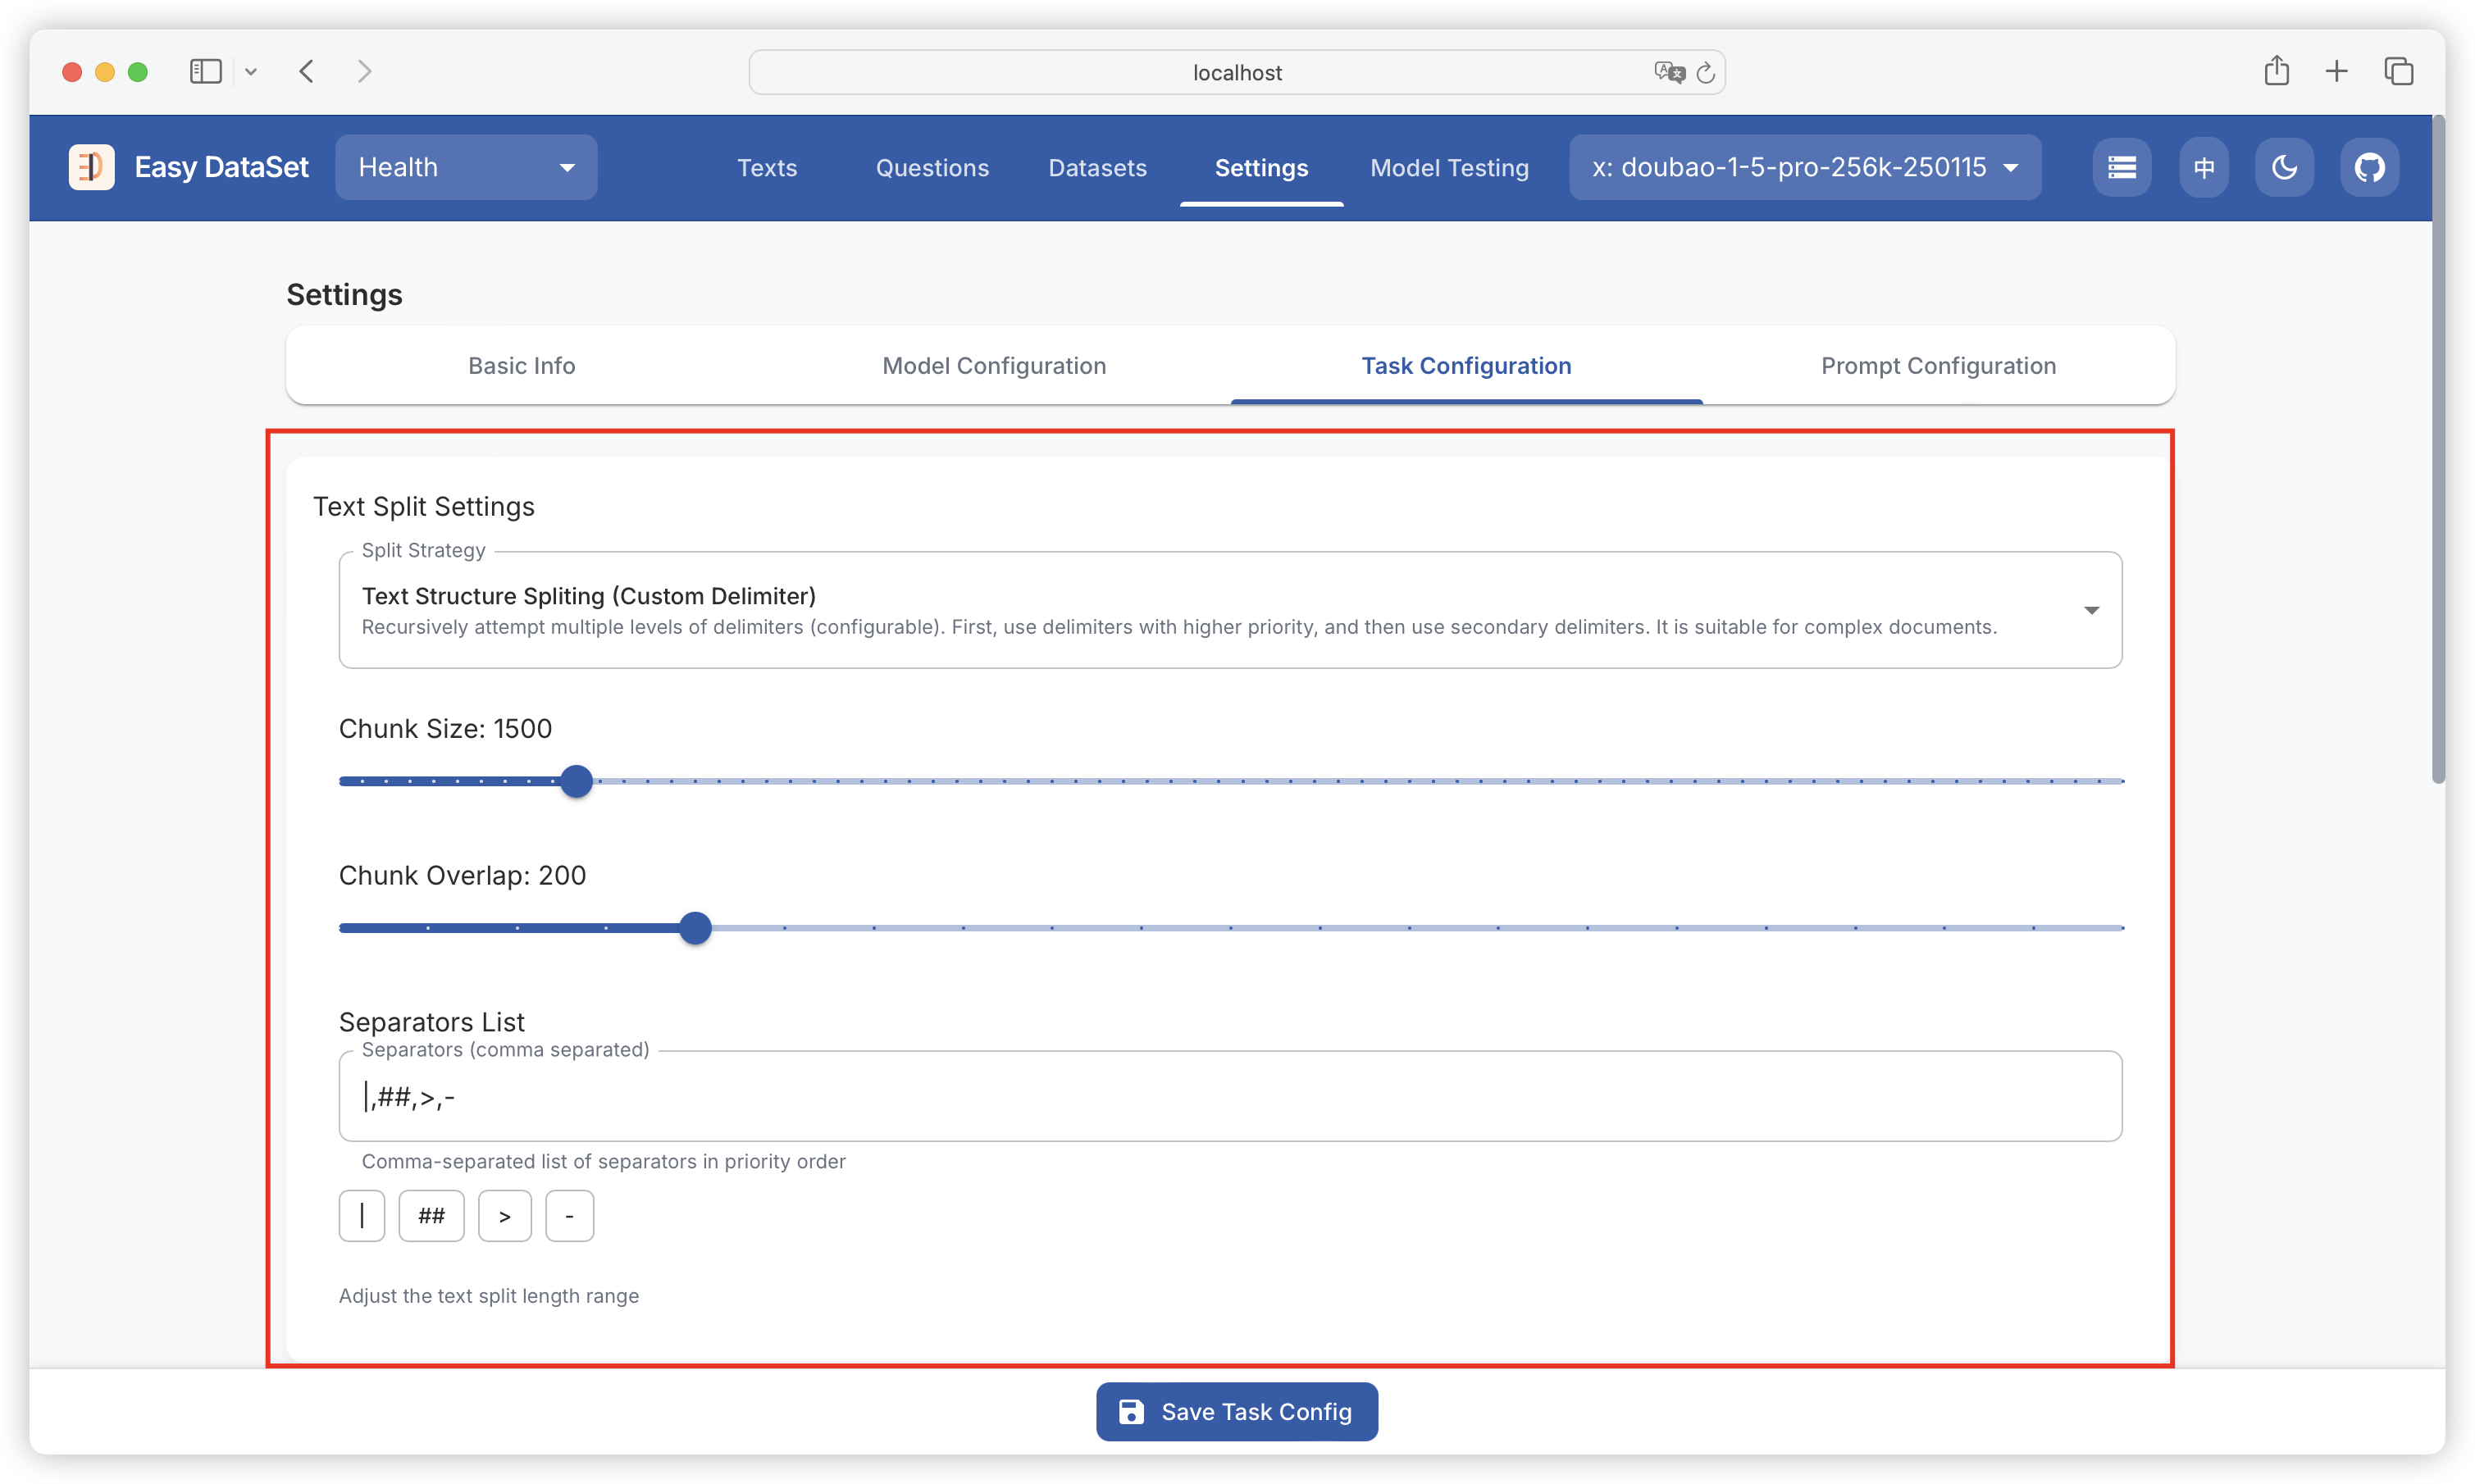 localhost
Easy DataSet
Health
Texts
Questions
Datasets
Settings
Model Testing
x: doubao-1-5-pro-256k-250115
中
Settings
Basic Info
Model Configuration
Task Configuration
Prompt Configuration
Text Split Settings
Split Strategy
Text Structure Spliting (Custom Delimiter)
Recursively attempt multiple levels of delimiters (configurable). First, use delimiters with higher priority, and then use secondary delimiters. It is suitable for complex documents.
Chunk Size: 1500
Chunk Overlap: 200
Separators List
Separators (comma separated)
|,##,>,-
Comma-separated list of separators in priority order
|
##
>
-
Adjust the text split length range
Save Task Config